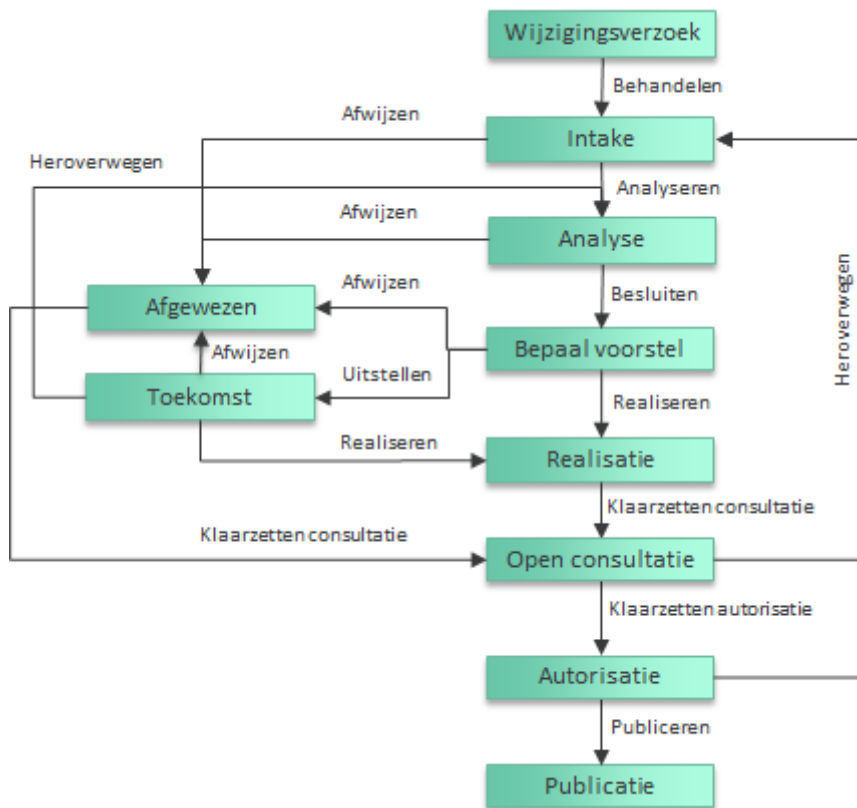 Wijzigingsverzoek
Behandelen
Afwijzen
Intake
Heroverwegen
Analyseren
Afwijzen
Analyse
Afwijzen
Besluiten
Heroverwegen
Afgewezen
Afwijzen
Bepaal voorstel
Uitstellen
Toekomst
Realiseren
Realiseren
Realisatie
Klaarzetten consultatie
Klaarzetten consultatie
Open consultatie
Klaarzetten autorisatie
Autorisatie
Publiceren
Publicatie